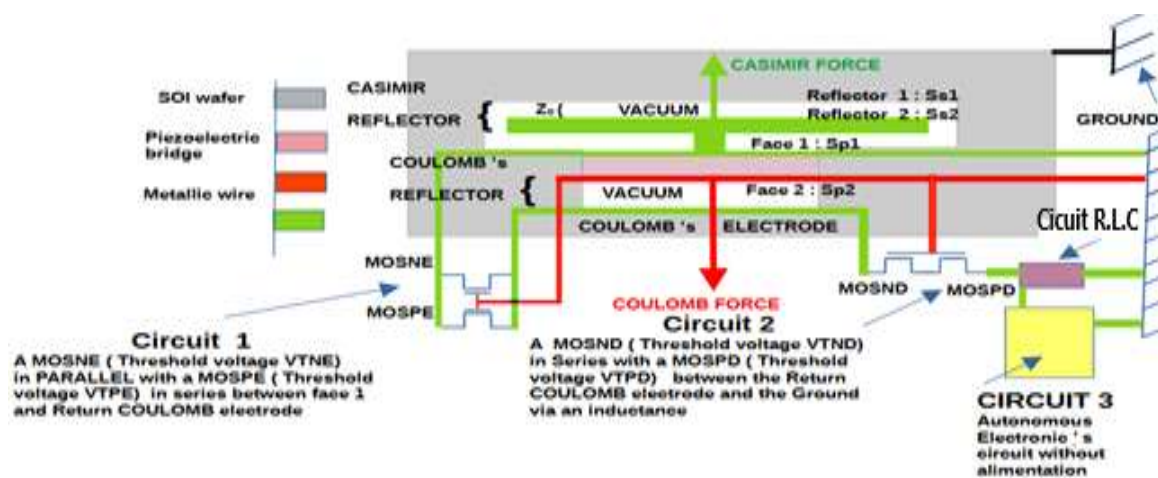 CASIMIR FORCE
SOI wafer
CASIMIR
REFLECTOR
{
Z₀ (
VACUUM
Reflector 1 : Ss1
Reflector 2 : Ss2
GROUND
Piezoelectric
bridge
Face 1 : Sp1
COULOMB 's
REFLECTOR
{
VACUUM
Face 2 : Sp2
Metallic wire
COULOMB 's ELECTRODE
Cicuit R.L.C
MOSNE
MOSPE
MOSND
MOSPD
COULOMB FORCE
Circuit 1
A MOSNE ( Threshold voltage VTNE)
in PARALLEL with a MOSPE ( Threshold
voltage VTPE) in series between face 1
and Return COULOMB electrode
Circuit 2
A MOSND ( Threshold voltage VTND)
in Series with a MOSPD ( Threshold
voltage VTPD) between the Return
COULOMB electrode and the Ground
via an inductance
CIRCUIT 3
Autonomous
Electronic ' s
circuit without
alimentation